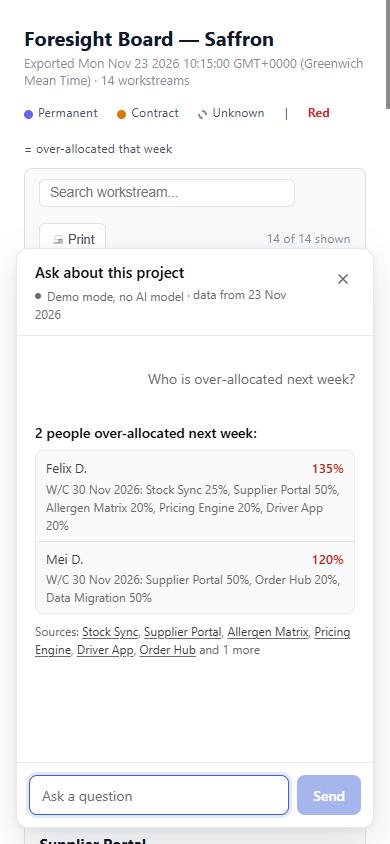 Foresight Board — Saffron
Exported Mon Nov 23 2026 10:15:00 GMT+0000 (Greenwich
Mean Time) · 14 workstreams
Permanent Contract Unknown | Red
= over-allocated that week
Search workstream...
Print 14 of 14 shown
Ask about this project
Demo mode, no AI model · data from 23 Nov
2026
Who is over-allocated next week?
2 people over-allocated next week:
Felix D. 135%
W/C 30 Nov 2026: Stock Sync 25%, Supplier Portal 50%,
Allergen Matrix 20%, Pricing Engine 20%, Driver App
20%
Mei D. 120%
W/C 30 Nov 2026: Supplier Portal 50%, Order Hub 20%,
Data Migration 50%
Sources: Stock Sync, Supplier Portal, Allergen Matrix, Pricing
Engine, Driver App, Order Hub and 1 more
Ask a question
Send
Supplier Portal